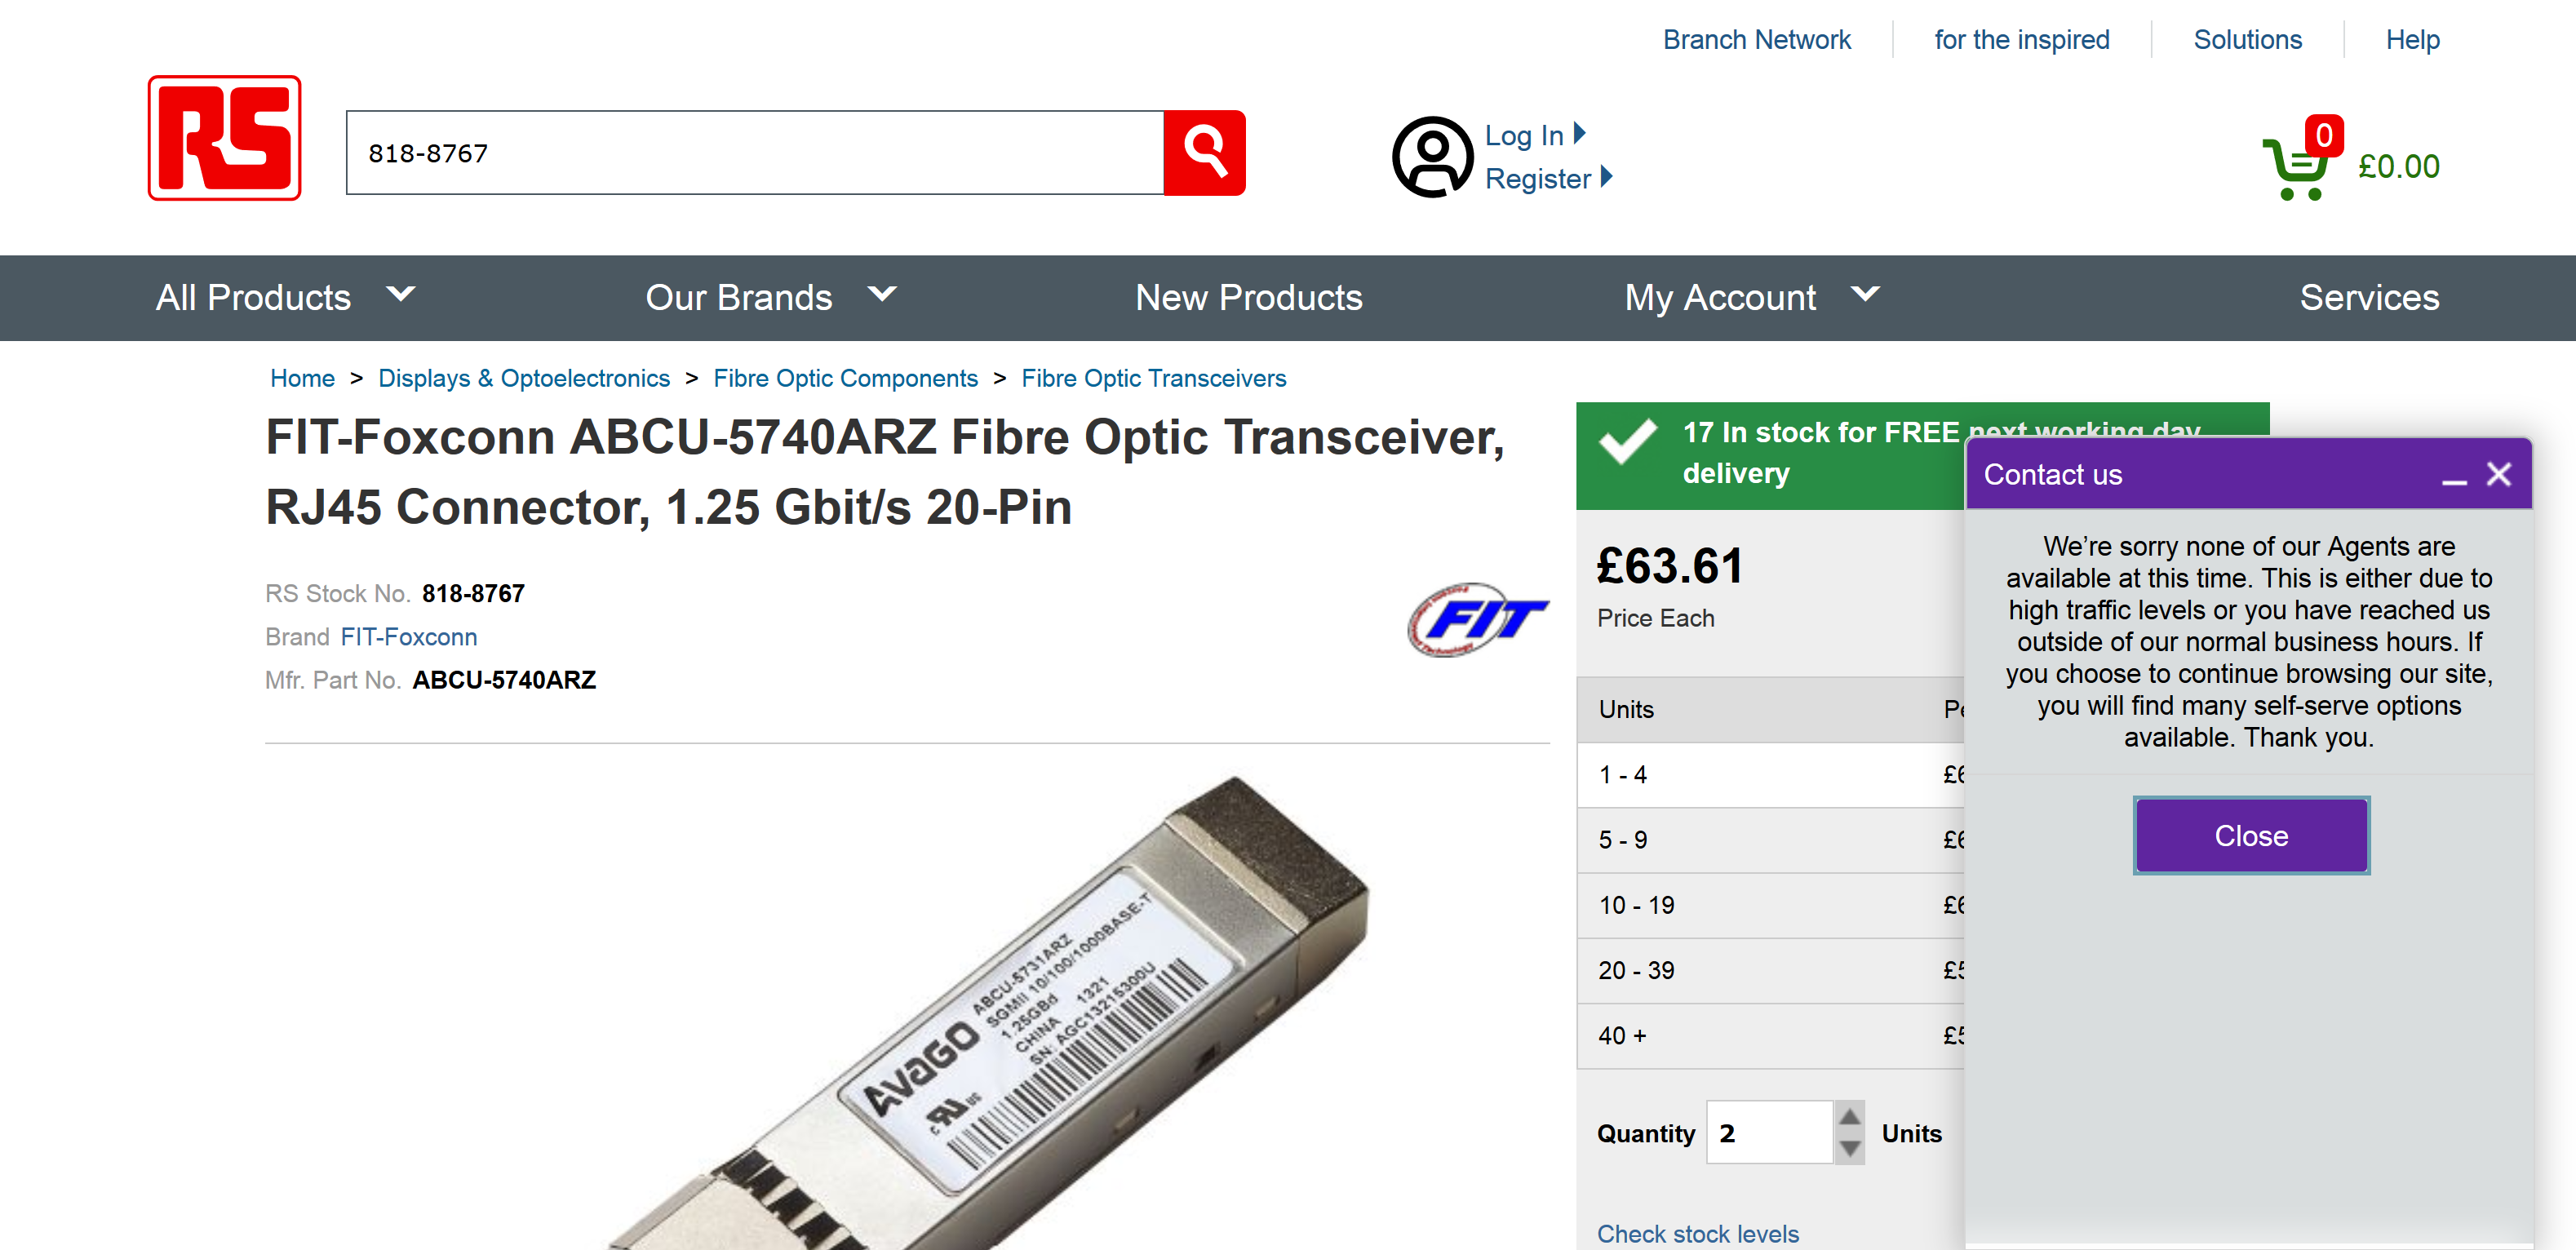 Branch Network
for the inspired
Solutions
Help
RS
818-8767
Log In
Register
0
£0.00
All Products
Our Brands
New Products
My Account
Services
Home > Displays & Optoelectronics > Fibre Optic Components > Fibre Optic Transceivers
FIT-Foxconn ABCU-5740ARZ Fibre Optic Transceiver,
RJ45 Connector, 1.25 Gbit/s 20-Pin
RS Stock No. 818-8767
Brand FIT-Foxconn
Mfr. Part No. ABCU-5740ARZ
FIT
AVAGO
ABCU-5731ARZ
SGMII 10/100/1000BASE-T
1.25GBd 1321
CHINA
SN: AGC13215300U
17 In stock for FREE next working day
delivery
£63.61
Price Each
Units
1 - 4
5 - 9
10 - 19
20 - 39
40 +
Quantity 2 Units
Check stock levels
Contact us
We’re sorry none of our Agents are
available at this time. This is either due to
high traffic levels or you have reached us
outside of our normal business hours. If
you choose to continue browsing our site,
you will find many self-serve options
available. Thank you.
Close